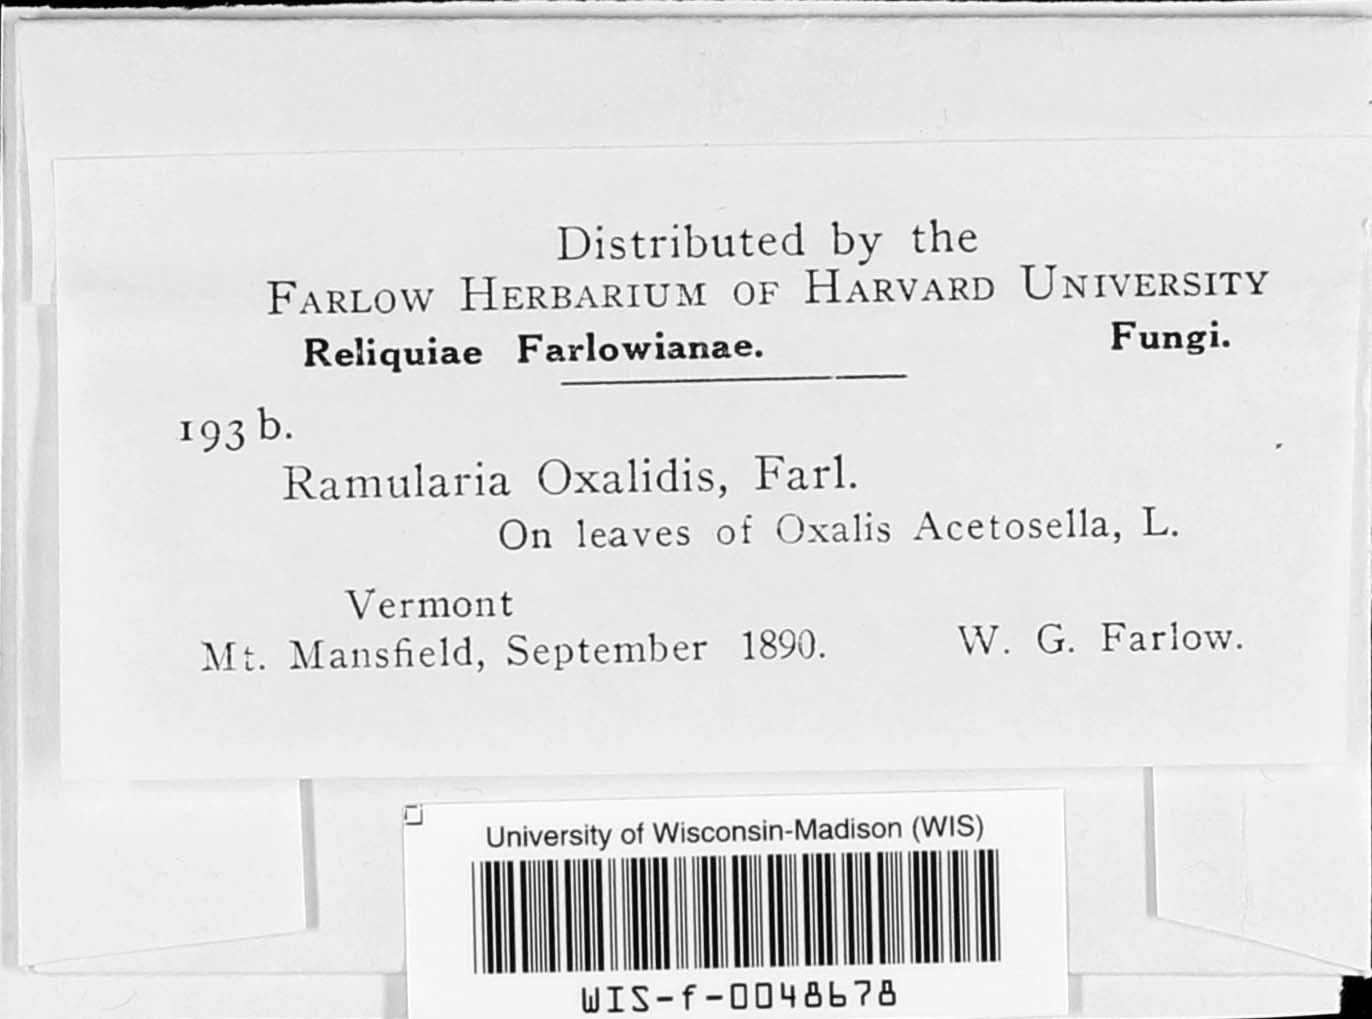 Distributed by the
FARLOW HERBARIUM OF HARVARD UNIVERSITY
Reliquiae Farlowianae. Fungi.
193 b.
Ramularia Oxalidis, Farl.
On leaves of Oxalis Acetosella, L.
Vermont
Mt. Mansfield, September 1890. W. G. Farlow.
University of Wisconsin-Madison (WIS)
WIS-f-0048678